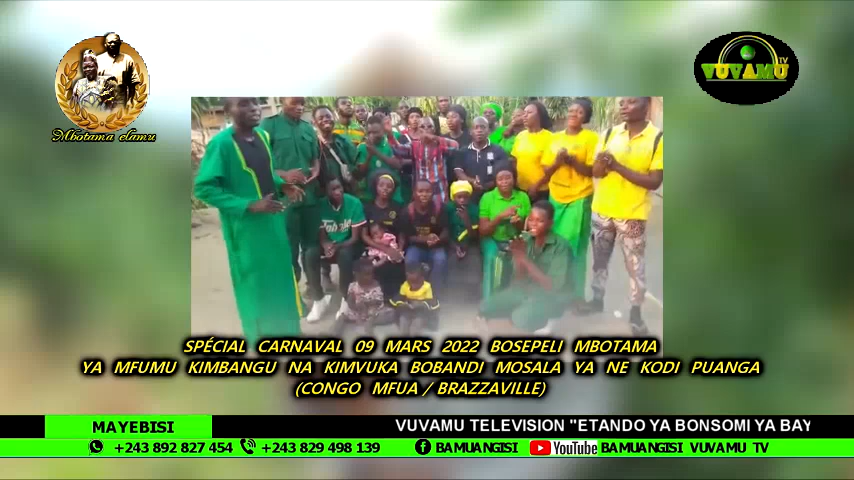 Mbotama elamu
VUVAMU TV
SPÉCIAL CARNAVAL 09 MARS 2022 BOSEPELI MBOTAMA
YA MFUMU KIMBANGU NA KIMVUKA BOBANDI MOSALA YA NE KODI PUANGA
(CONGO MFUA / BRAZZAVILLE)
MAYEBISI
VUVAMU TELEVISION "ETANDO YA BONSOMI YA BAY
+243 892 827 454 +243 829 498 139 BAMUANGISI YouTube BAMUANGISI VUVAMU TV